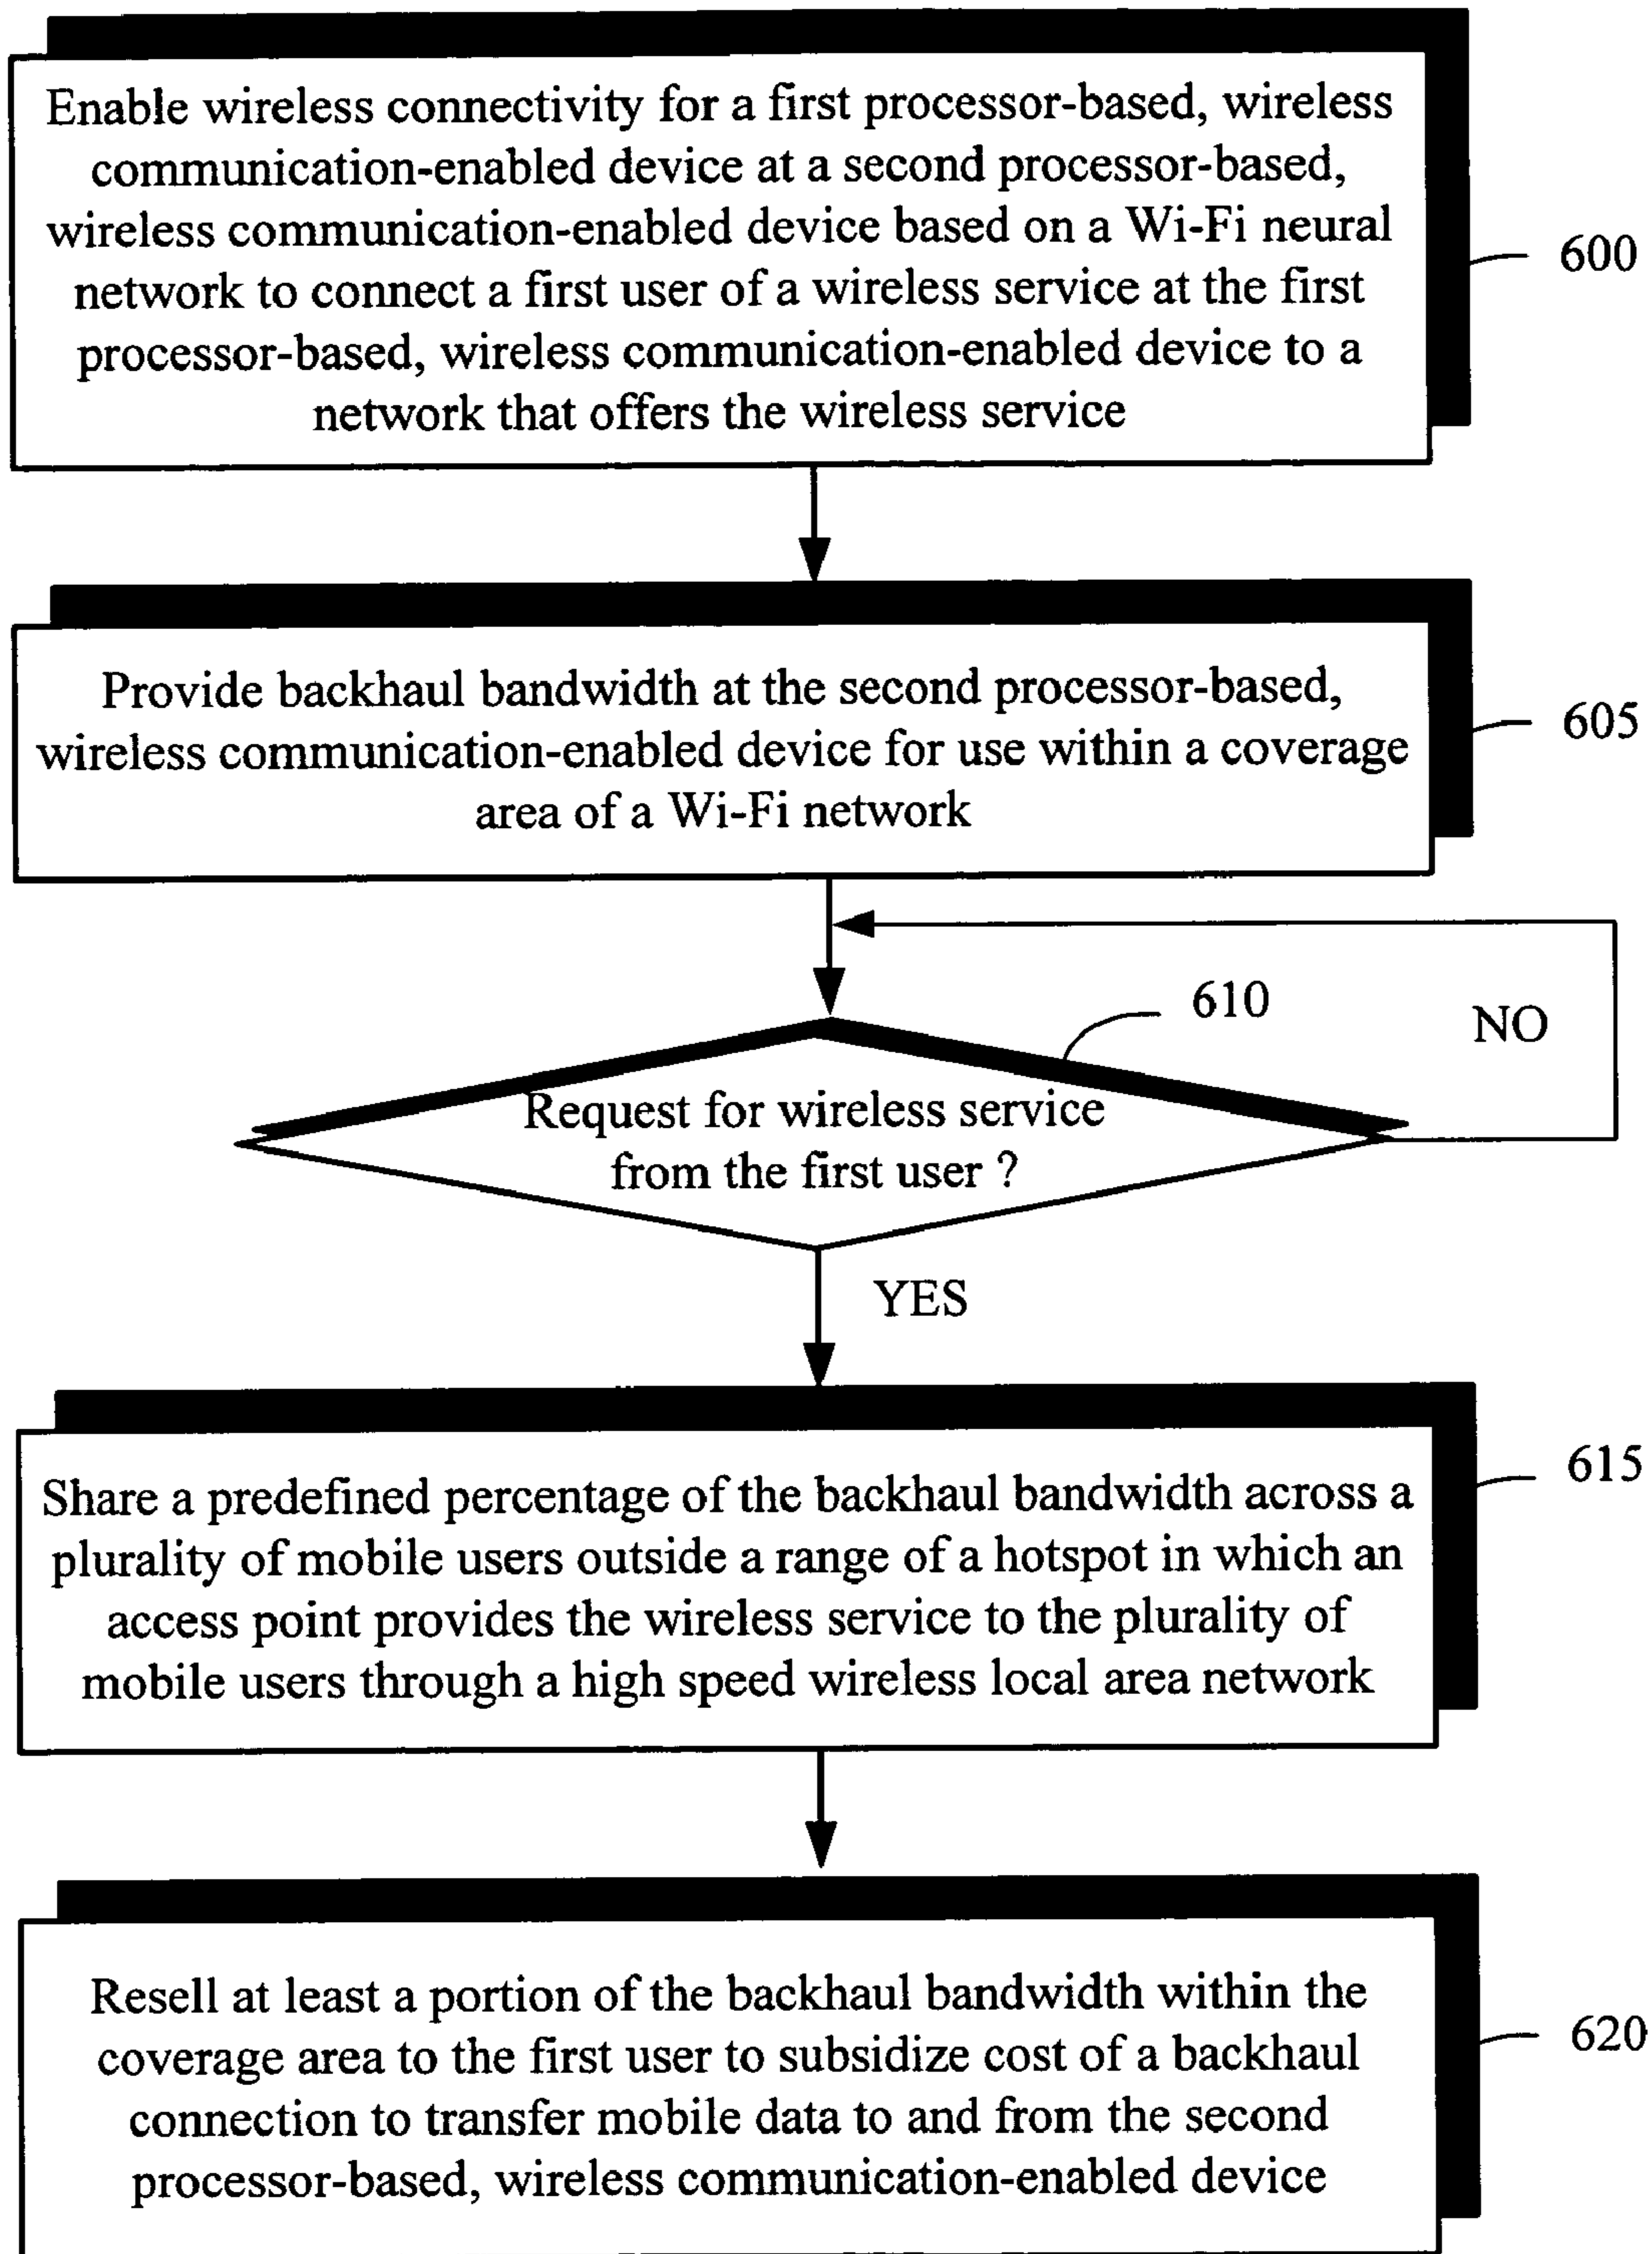 Enable wireless connectivity for a first processor-based, wireless
communication-enabled device at a second processor-based,
wireless communication-enabled device based on a Wi-Fi neural
network to connect a first user of a wireless service at the first
processor-based, wireless communication-enabled device to a
network that offers the wireless service
600
Provide backhaul bandwidth at the second processor-based,
wireless communication-enabled device for use within a coverage
area of a Wi-Fi network
605
610
NO
Request for wireless service
from the first user ?
YES
Share a predefined percentage of the backhaul bandwidth across a
plurality of mobile users outside a range of a hotspot in which an
access point provides the wireless service to the plurality of
mobile users through a high speed wireless local area network
615
Resell at least a portion of the backhaul bandwidth within the
coverage area to the first user to subsidize cost of a backhaul
connection to transfer mobile data to and from the second
processor-based, wireless communication-enabled device
620